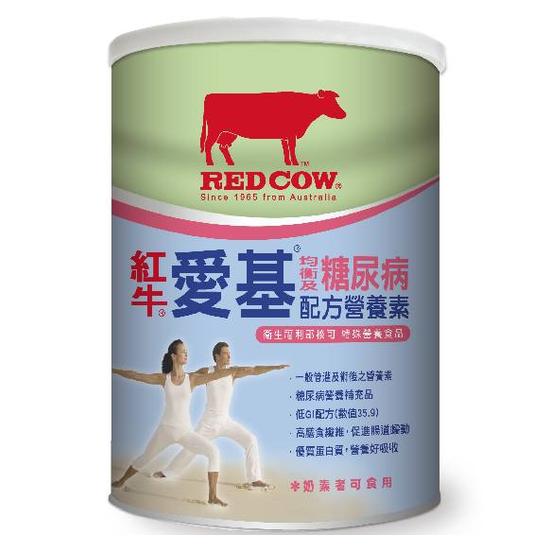 RED COW™®
Since 1965 from Australia
紅牛® 愛基® 均衡及糖尿病
配方營養素
衛生福利部核可 特殊營養食品
·一般管灌及術後之營養素
·糖尿病營養補充品
·低GI配方(數值35.9)
·高膳食纖維,促進腸道蠕動
·優質蛋白質,營養好吸收
*奶素者可食用